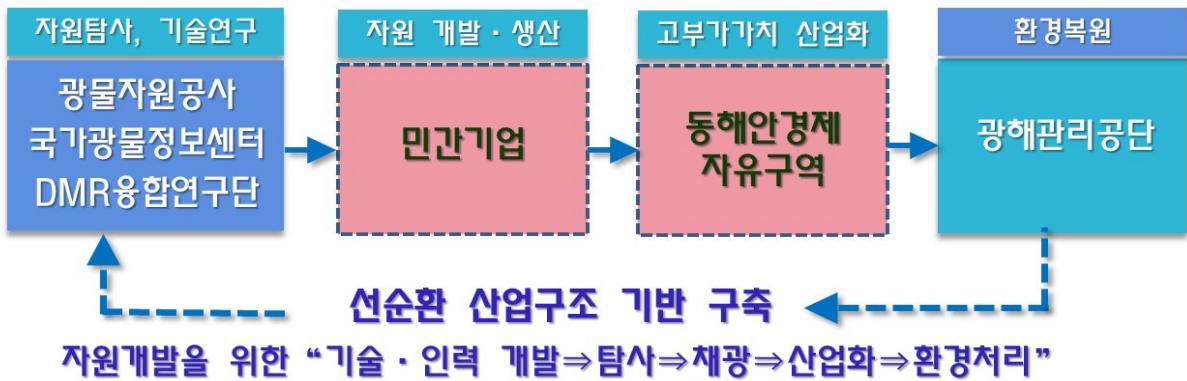 자원탐사, 기술연구
광물자원공사
국가광물정보센터
DMR융합연구단
자원 개발 · 생산
민간기업
고부가가치 산업화
동해안경제
자유구역
환경복원
광해관리공단
선순환 산업구조 기반 구축
자원개발을 위한 “기술 · 인력 개발⇒탐사⇒채광⇒산업화⇒환경처리”